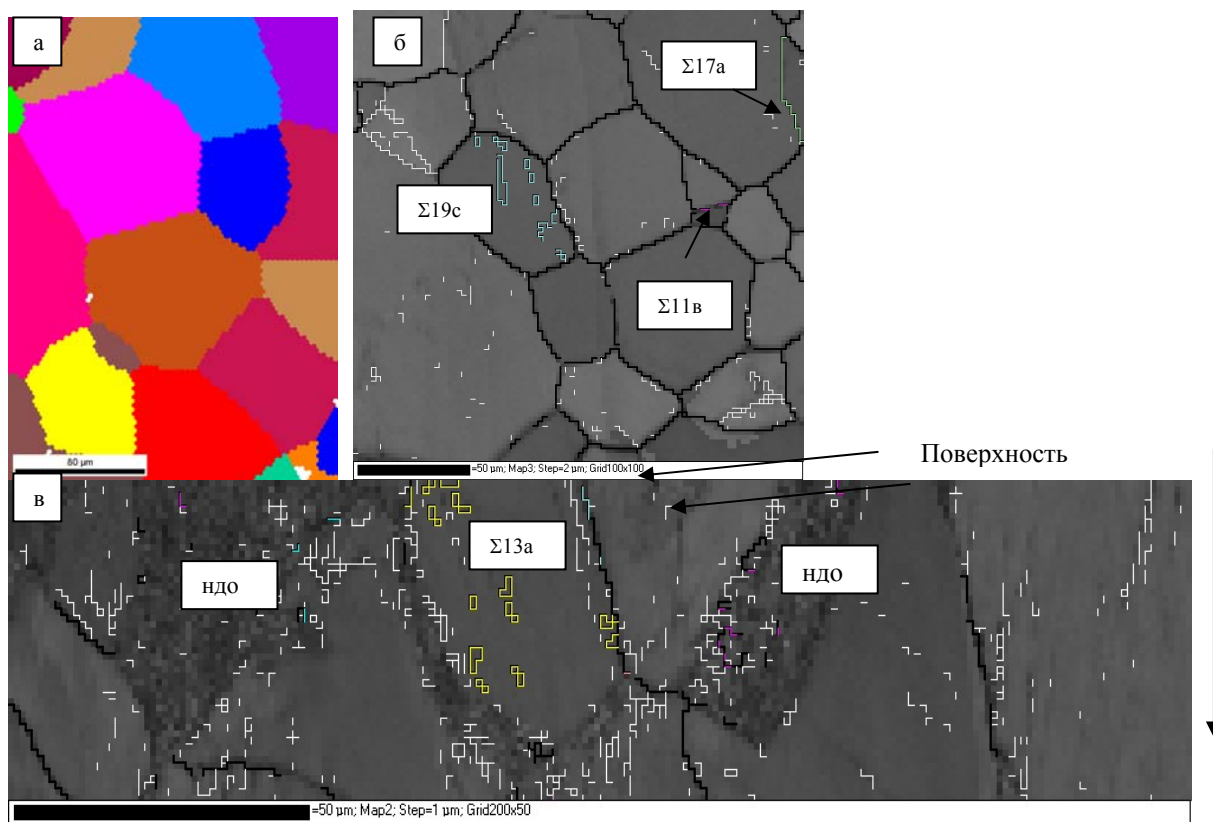 а
б
Σ17а
Σ19с
Σ11в
60 µm
=50 µm; Map3; Step=2 µm; Grid100x100
Поверхность
в
Σ13а
ндо
ндо
=50 µm; Map2; Step=1 µm; Grid200x50